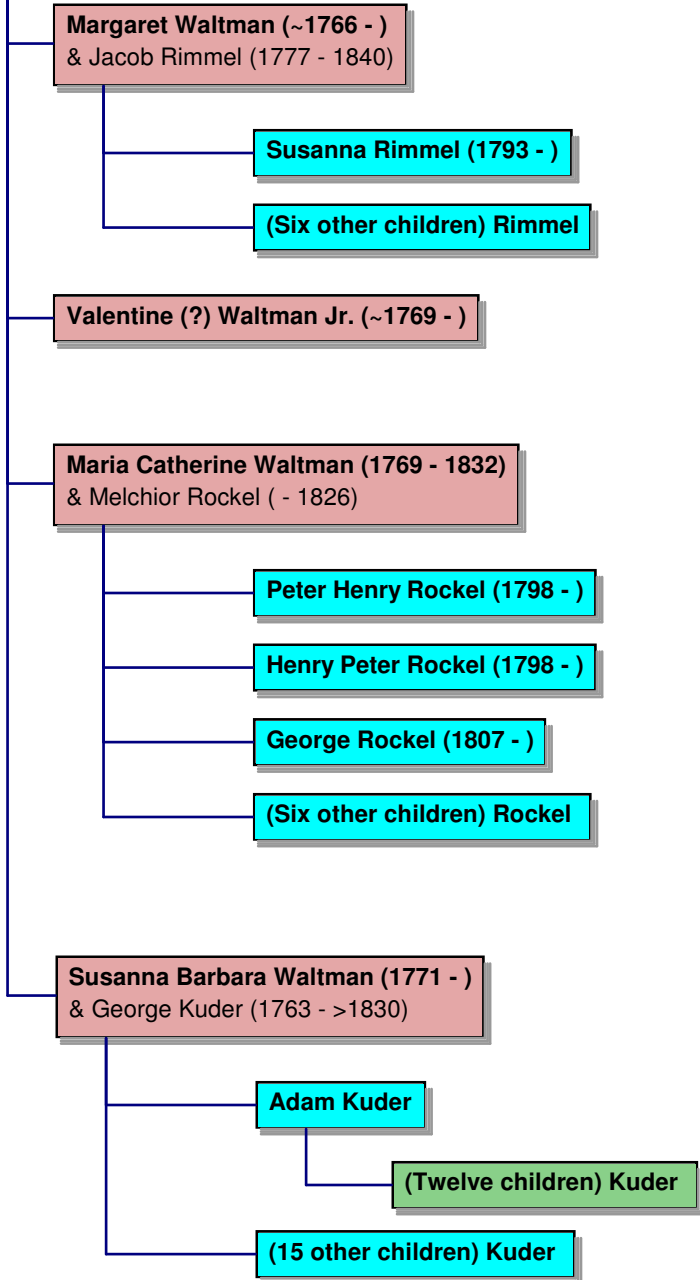 Margaret Waltman (~1766 - )
& Jacob Rimmel (1777 - 1840)
Susanna Rimmel (1793 - )
(Six other children) Rimmel
Valentine (?) Waltman Jr. (~1769 - )
Maria Catherine Waltman (1769 - 1832)
& Melchior Rockel ( - 1826)
Peter Henry Rockel (1798 - )
Henry Peter Rockel (1798 - )
George Rockel (1807 - )
(Six other children) Rockel
Susanna Barbara Waltman (1771 - )
& George Kuder (1763 - >1830)
Adam Kuder
(Twelve children) Kuder
(15 other children) Kuder